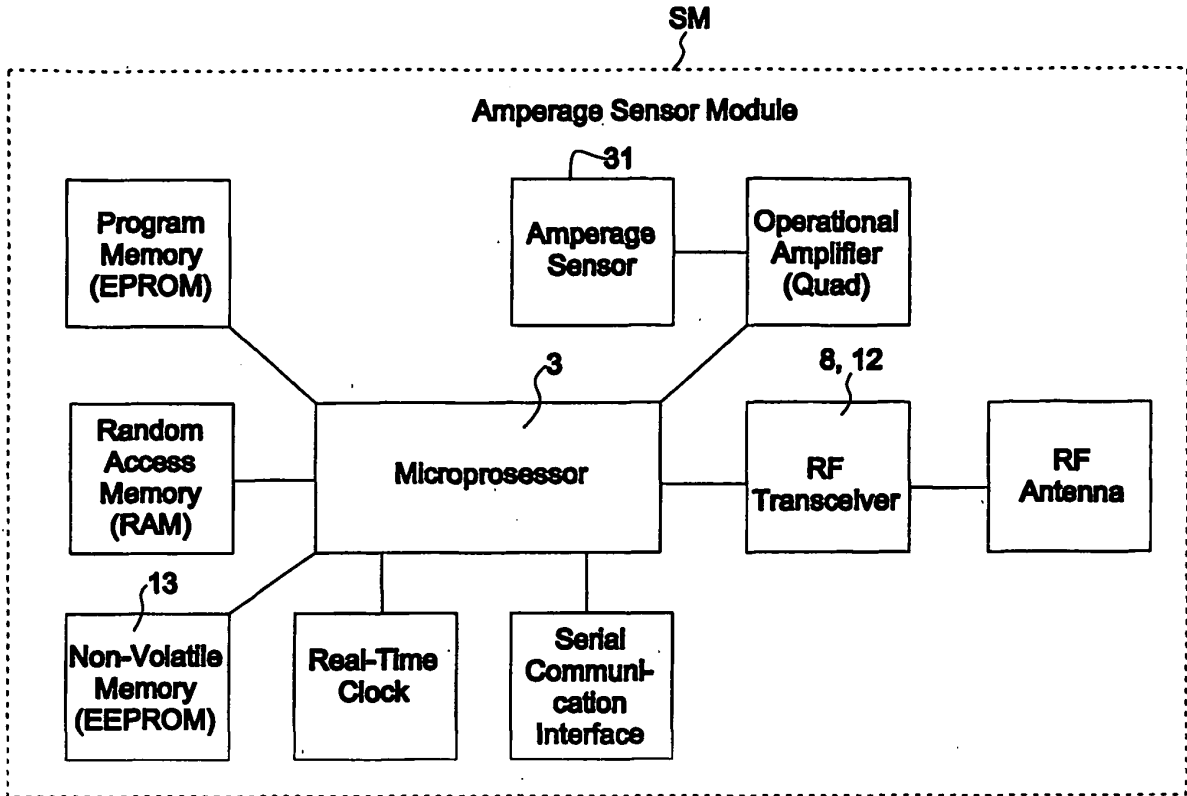 SM
Amperage Sensor Module
31
Program
Memory
(EPROM)
Amperage
Sensor
Operational
Amplifier
(Quad)
3
8, 12
Random
Access
Memory
(RAM)
Microprosessor
RF
Transceiver
RF
Antenna
13
Non-Volatile
Memory
(EEPROM)
Real-Time
Clock
Serial
Communi-
cation
Interface